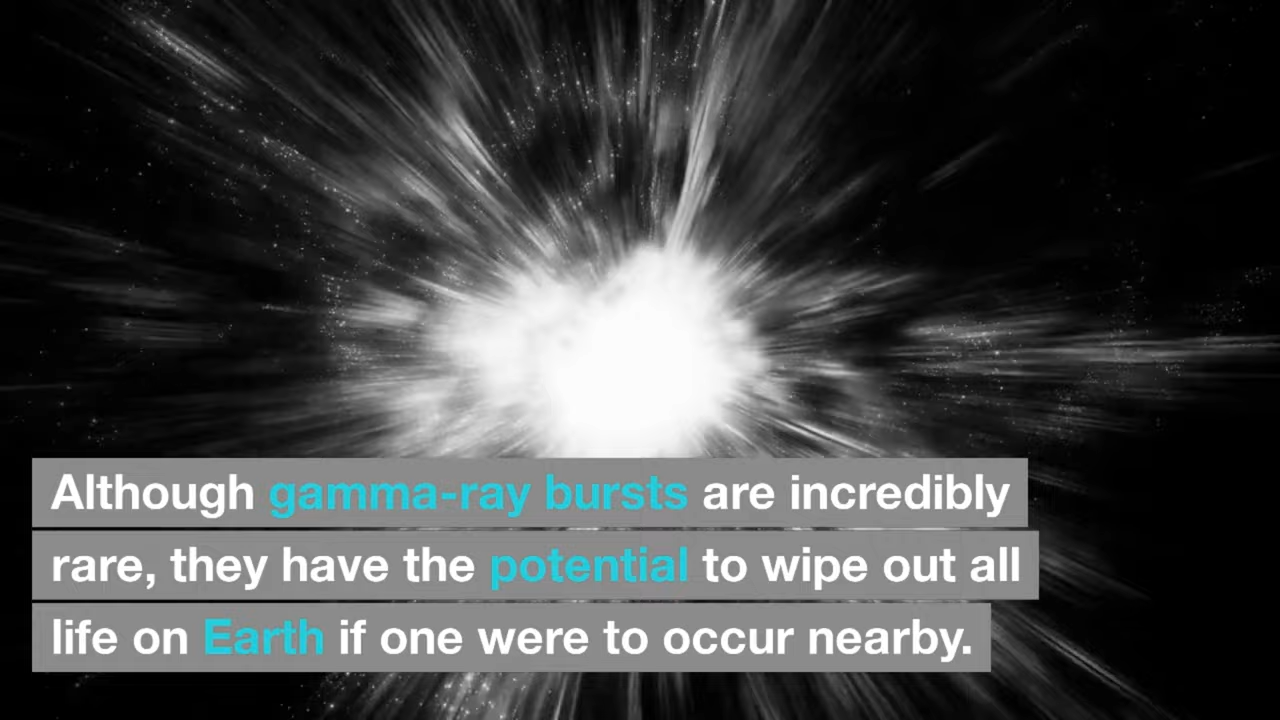 Although gamma-ray bursts are incredibly
rare, they have the potential to wipe out all
life on Earth if one were to occur nearby.